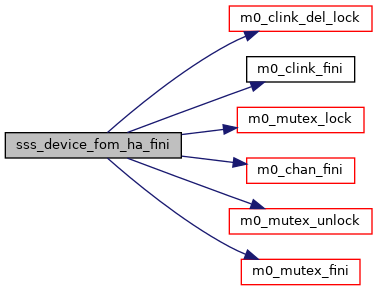 m0_clink_del_lock
m0_clink_fini
m0_mutex_lock
sss_device_fom_ha_fini
m0_chan_fini
m0_mutex_unlock
m0_mutex_fini